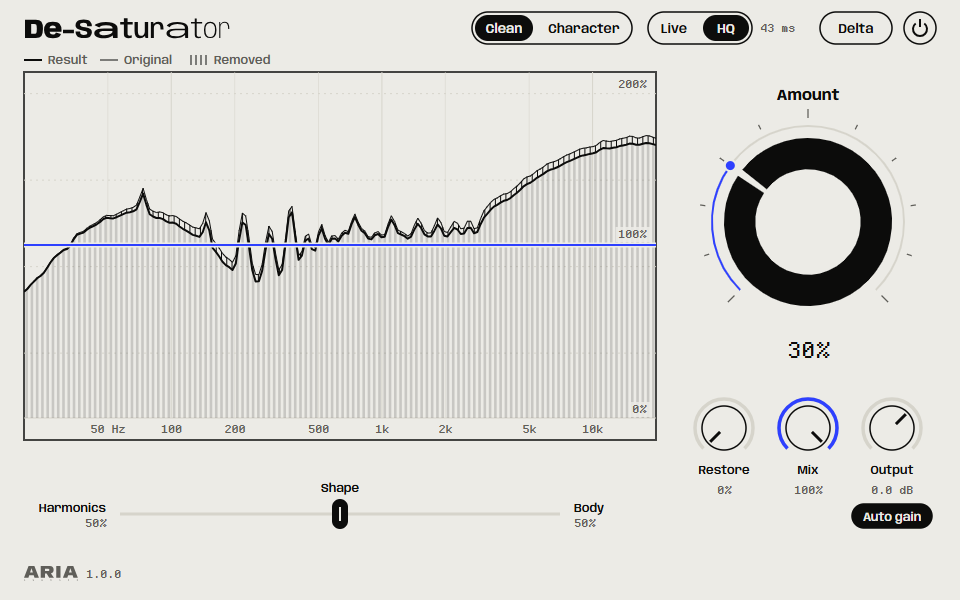 De-Saturator
Clean Character Live HQ 43 ms Delta
Result Original Removed
200%
100%
0%
50 Hz 100 200 500 1k 2k 5k 10k
Amount
30%
Restore Mix Output
0% 100% 0.0 dB
Auto gain
Shape
Harmonics Body
50% 50%
ARIA 1.0.0